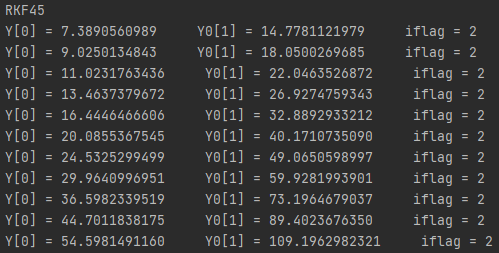 RKF45
Y[0] = 7.3890560989     Y0[1] = 14.7781121979     iflag = 2
Y[0] = 9.0250134843     Y0[1] = 18.0500269685     iflag = 2
Y[0] = 11.0231763436     Y0[1] = 22.0463526872     iflag = 2
Y[0] = 13.4637379672     Y0[1] = 26.9274759343     iflag = 2
Y[0] = 16.4446466606     Y0[1] = 32.8892933212     iflag = 2
Y[0] = 20.0855367545     Y0[1] = 40.1710735090     iflag = 2
Y[0] = 24.5325299499     Y0[1] = 49.0650598997     iflag = 2
Y[0] = 29.9640996951     Y0[1] = 59.9281993901     iflag = 2
Y[0] = 36.5982339519     Y0[1] = 73.1964679037     iflag = 2
Y[0] = 44.7011838175     Y0[1] = 89.4023676350     iflag = 2
Y[0] = 54.5981491160     Y0[1] = 109.1962982321     iflag = 2